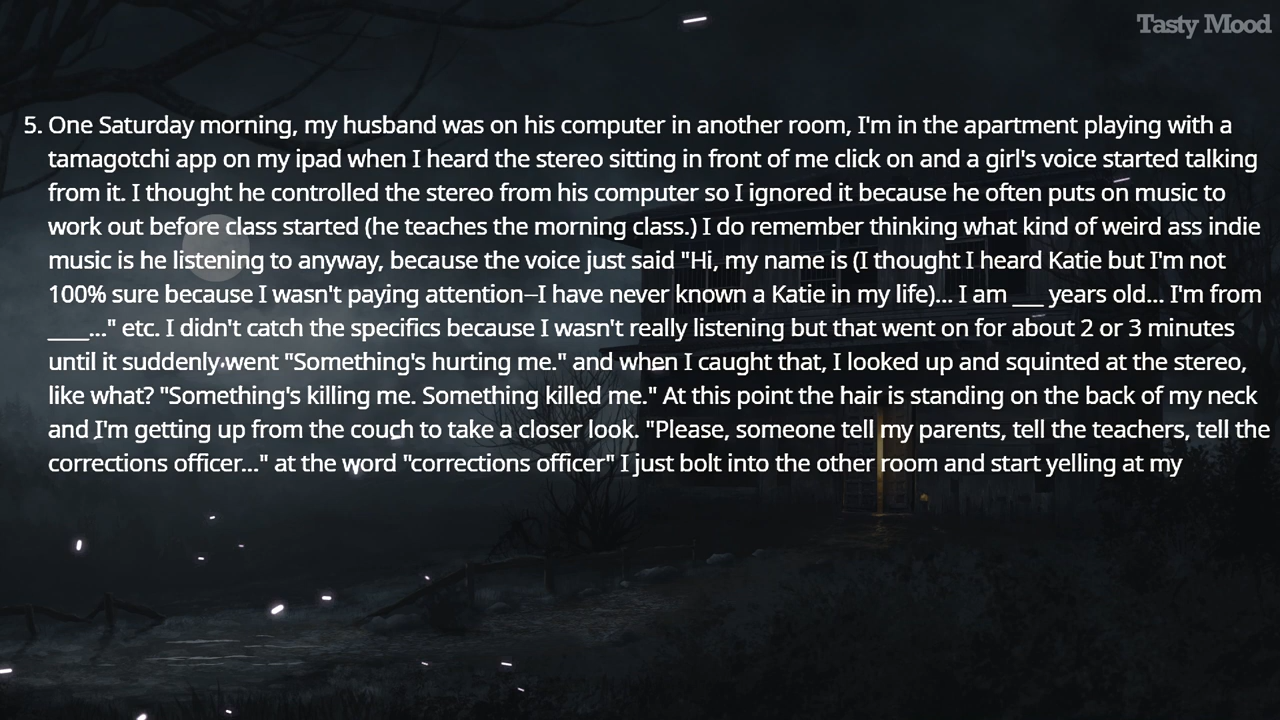 Tasty Mood
5. One Saturday morning, my husband was on his computer in another room, I'm in the apartment playing with a
tamagotchi app on my ipad when I heard the stereo sitting in front of me click on and a girl's voice started talking
from it. I thought he controlled the stereo from his computer so I ignored it because he often puts on music to
work out before class started (he teaches the morning class.) I do remember thinking what kind of weird ass indie
music is he listening to anyway, because the voice just said "Hi, my name is (I thought I heard Katie but I'm not
100% sure because I wasn't paying attention—I have never known a Katie in my life)... I am ___ years old... I'm from
____..." etc. I didn't catch the specifics because I wasn't really listening but that went on for about 2 or 3 minutes
until it suddenly went "Something's hurting me." and when I caught that, I looked up and squinted at the stereo,
like what? "Something's killing me. Something killed me." At this point the hair is standing on the back of my neck
and I'm getting up from the couch to take a closer look. "Please, someone tell my parents, tell the teachers, tell the
corrections officer..." at the word "corrections officer" I just bolt into the other room and start yelling at my